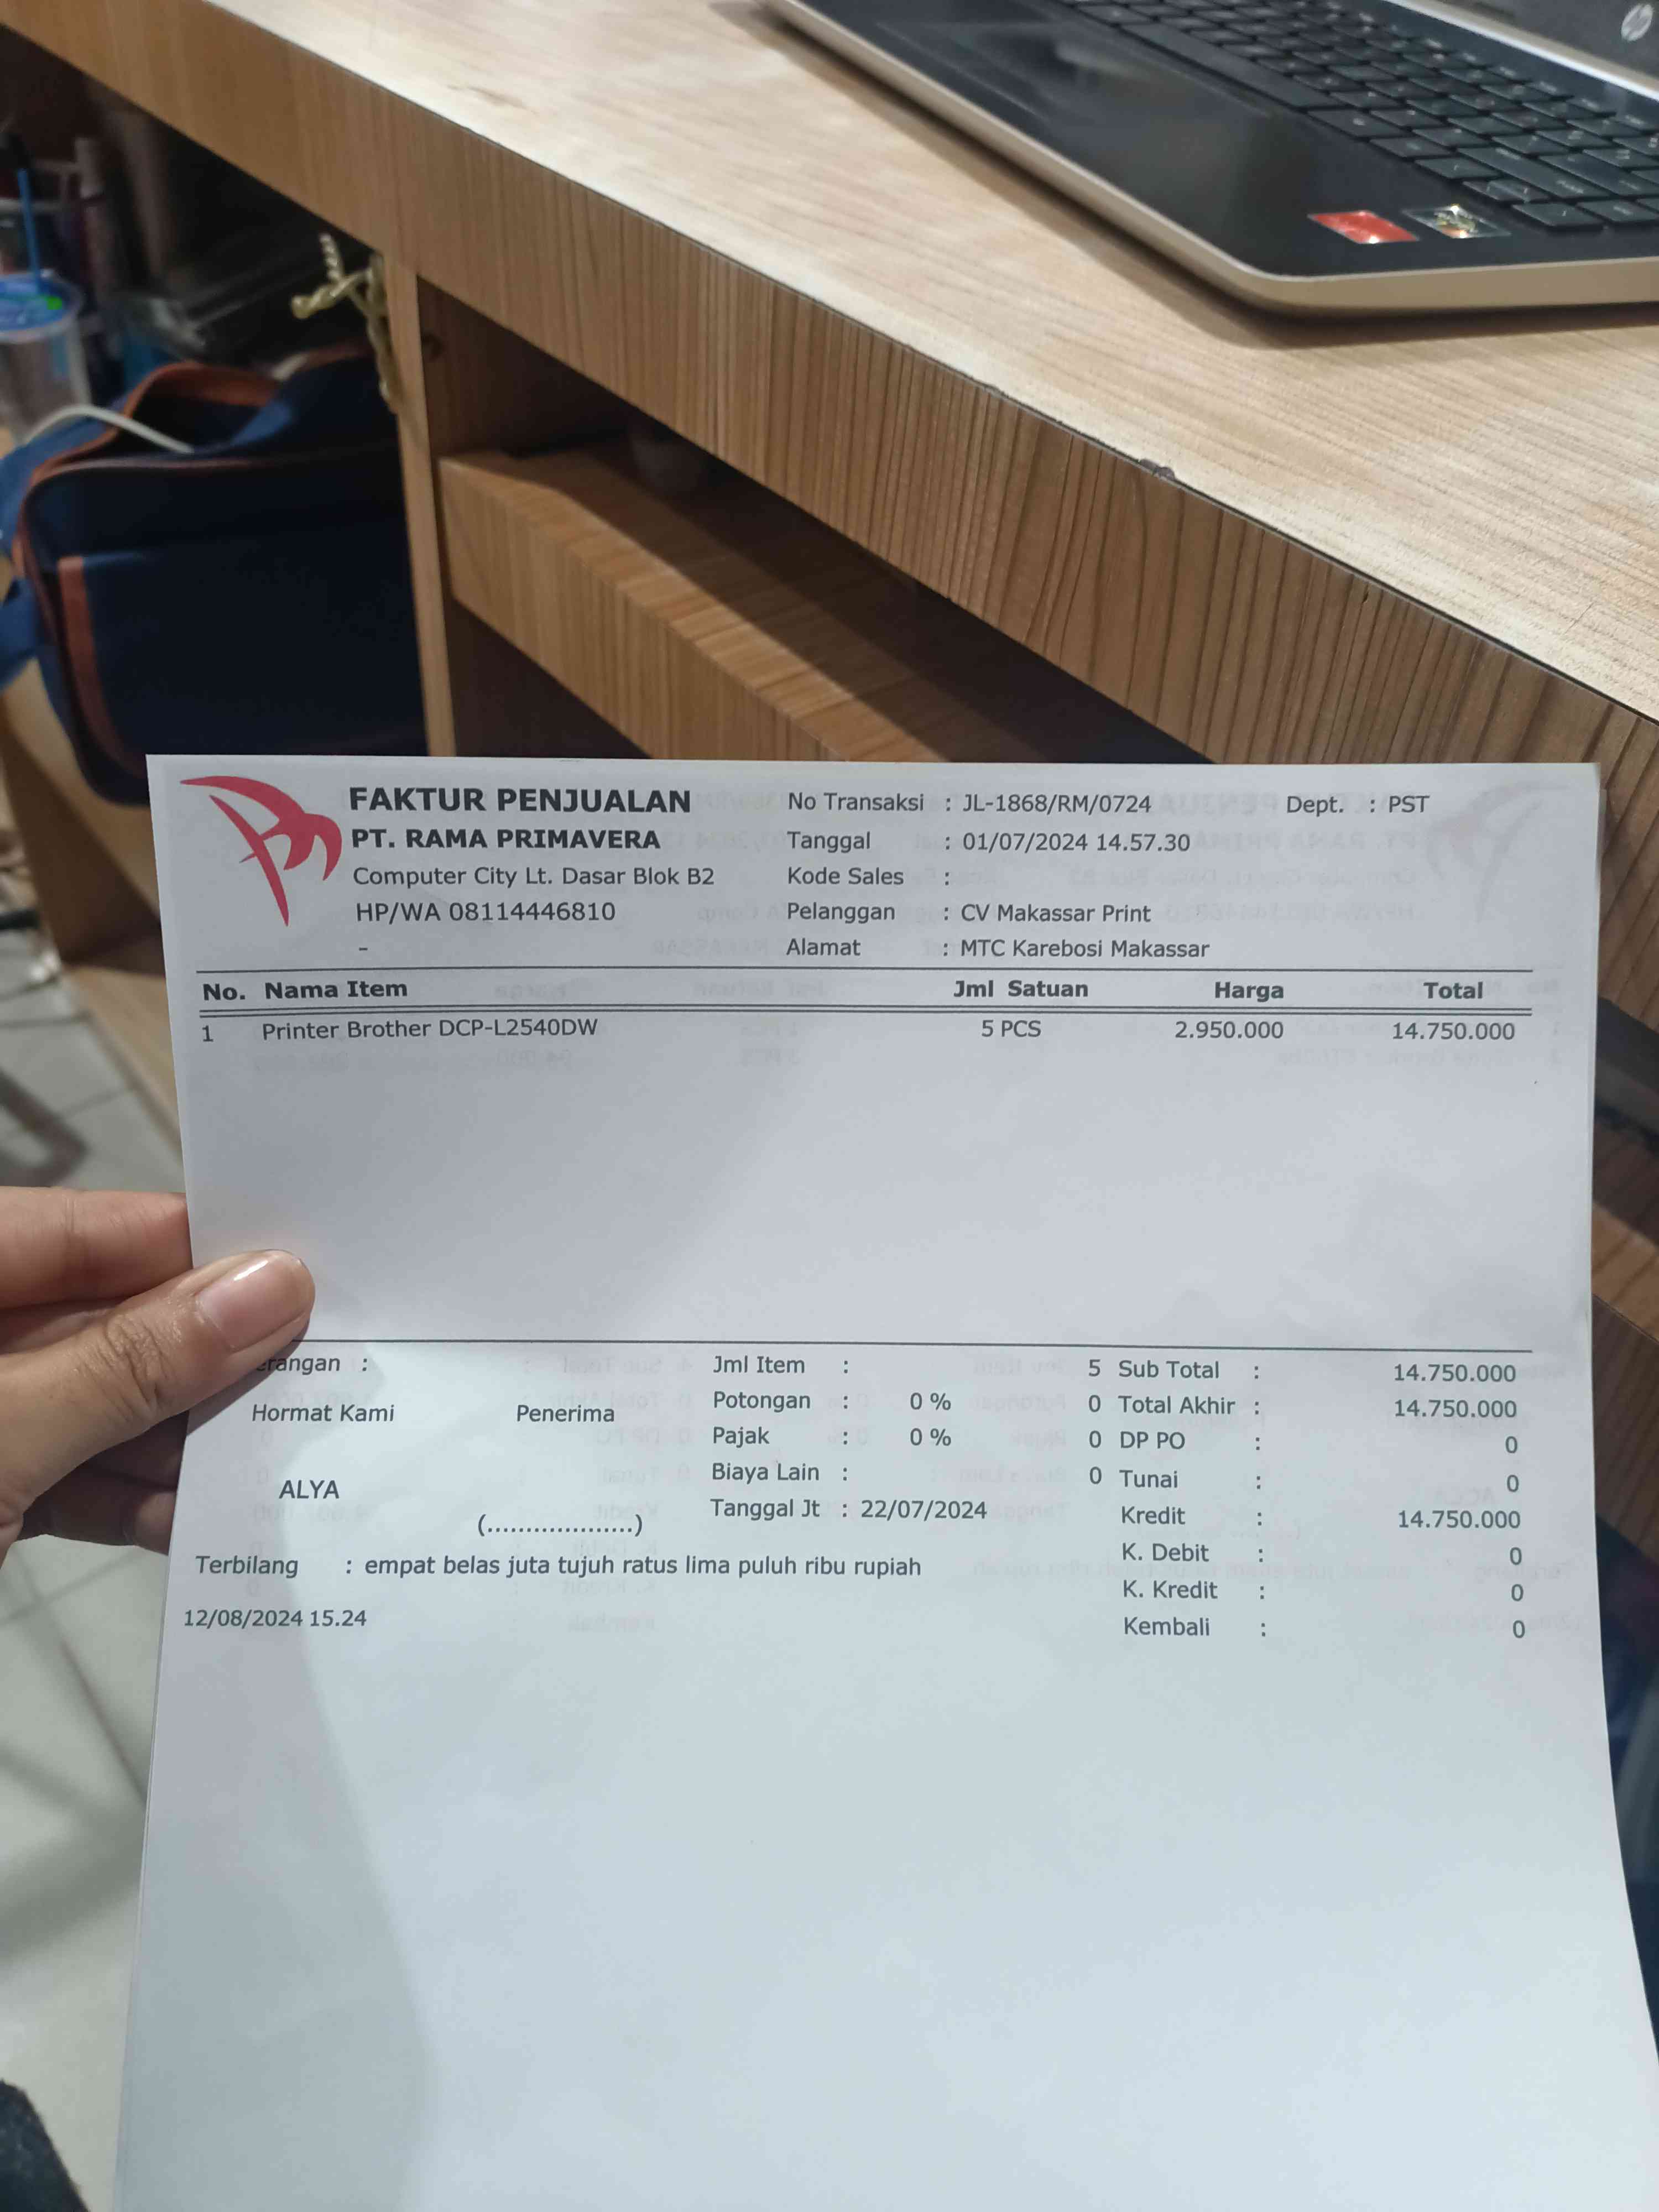 FAKTUR PENJUALAN
PT. RAMA PRIMAVERA
Computer City Lt. Dasar Blok B2
HP/WA 08114446810
-
No Transaksi : JL-1868/RM/0724 Dept. : PST
Tanggal : 01/07/2024 14.57.30
Kode Sales :
Pelanggan : CV Makassar Print
Alamat : MTC Karebosi Makassar
No. Nama Item Jml Satuan Harga Total
1 Printer Brother DCP-L2540DW 5 PCS 2.950.000 14.750.000
erangan :
Hormat Kami Penerima
ALYA
(...................)
Jml Item : 5
Potongan : 0 % 0
Pajak : 0 % 0
Biaya Lain : 0
Tanggal Jt : 22/07/2024
Sub Total : 14.750.000
Total Akhir : 14.750.000
DP PO : 0
Tunai : 0
Kredit : 14.750.000
K. Debit : 0
K. Kredit : 0
Kembali : 0
Terbilang : empat belas juta tujuh ratus lima puluh ribu rupiah
12/08/2024 15.24